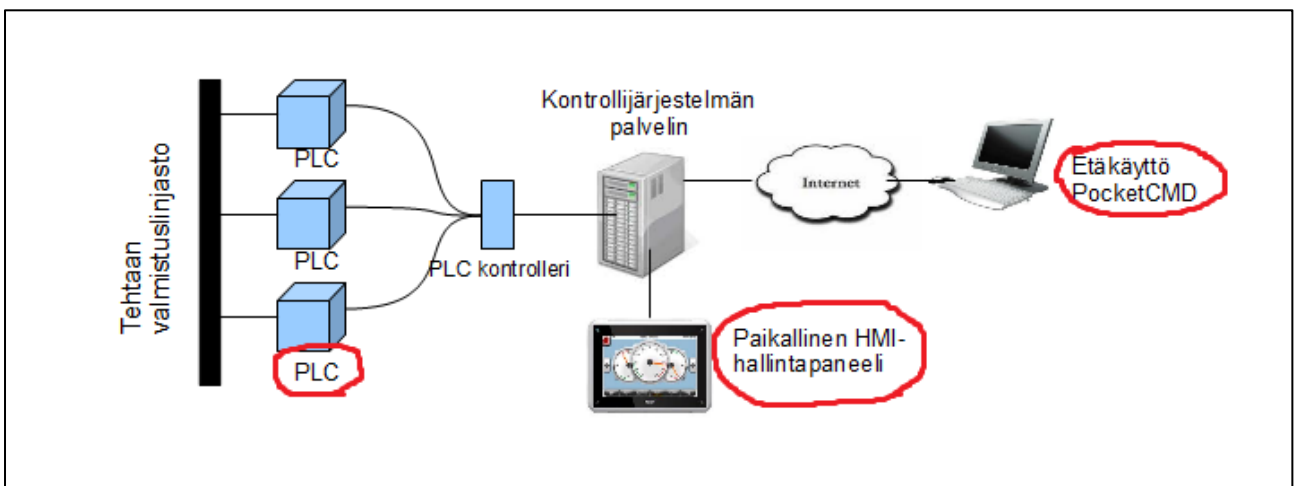 Tehtaan
valmistuslinjasto
PLC
PLC
PLC
PLC kontrolleri
Kontrollijärjestelmän
palvelin
Internet
Etäkäyttö
PocketCMD
Paikallinen HMI-
hallintapaneeli